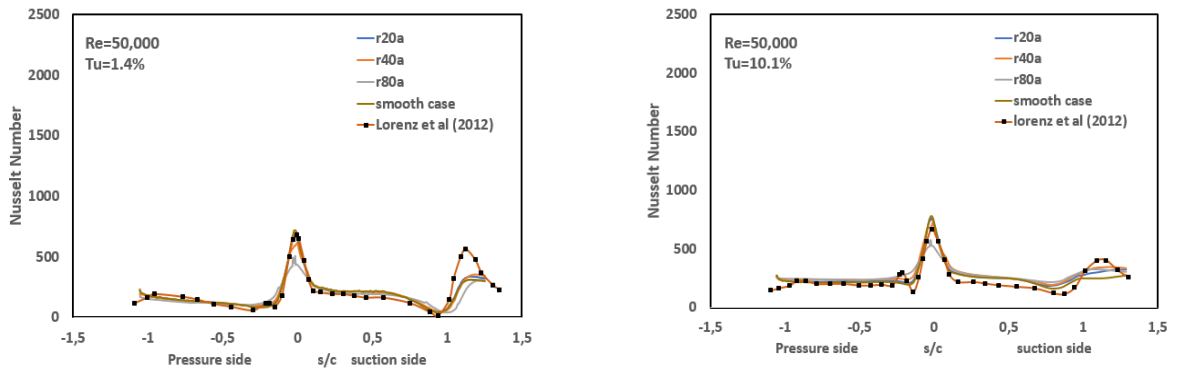 2500
2000
1500
1000
500
0
Nusselt Number
Re=50,000
Tu=1.4%
r20a
r40a
r80a
smooth case
Lorenz et al (2012)
-1,5 -1 -0,5 0 0,5 1 1,5
Pressure side s/c suction side
2500
2000
1500
1000
500
0
Nusselt Number
Re=50,000
Tu=10.1%
r20a
r40a
r80a
smooth case
lorenz et al (2012)
-1,5 -1 -0,5 0 0,5 1 1,5
Pressure side s/c suction side